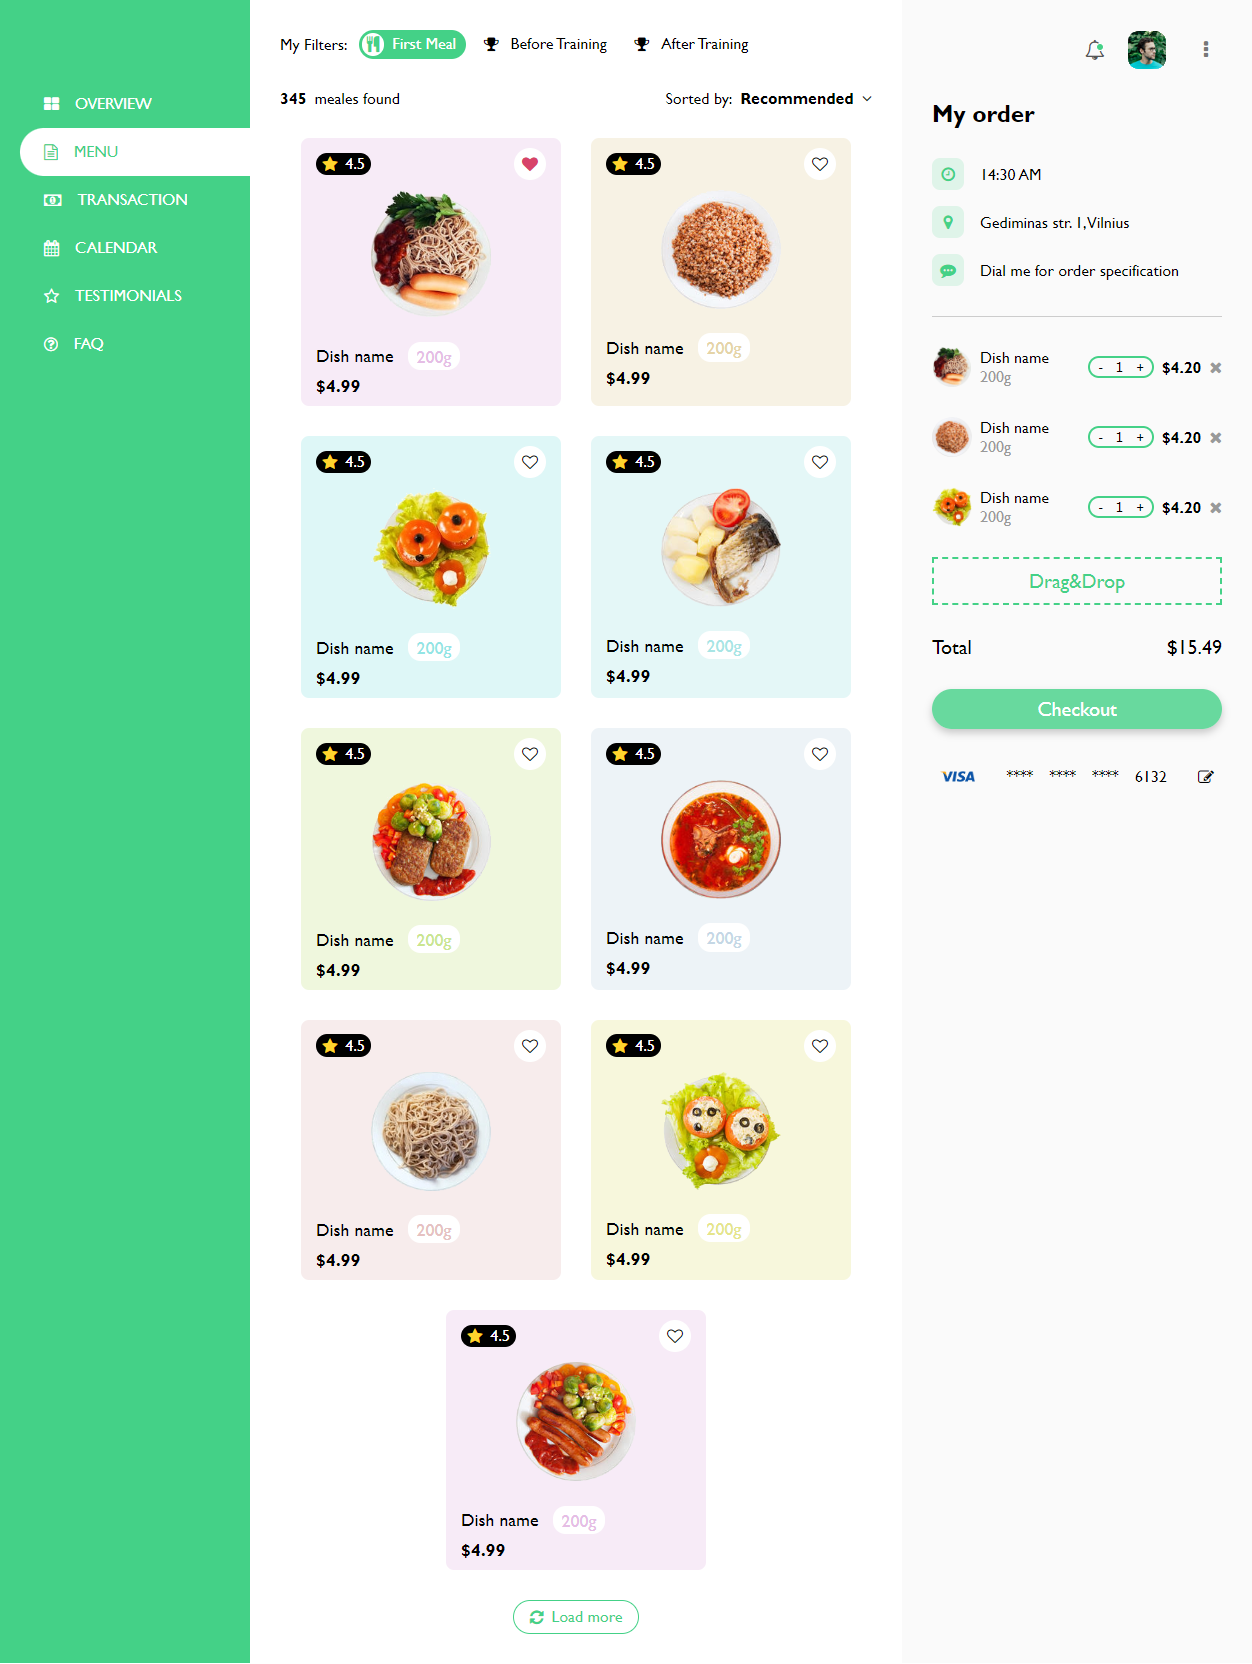 OVERVIEW
MENU
TRANSACTION
CALENDAR
TESTIMONIALS
FAQ
My Filters: First Meal Before Training After Training
345 meales found Sorted by: Recommended
4.5
Dish name 200g
$4.99
4.5
Dish name 200g
$4.99
4.5
Dish name 200g
$4.99
4.5
Dish name 200g
$4.99
4.5
Dish name 200g
$4.99
4.5
Dish name 200g
$4.99
4.5
Dish name 200g
$4.99
4.5
Dish name 200g
$4.99
4.5
Dish name 200g
$4.99
Load more
My order
14:30 AM
Gediminas str. 1, Vilnius
Dial me for order specification
Dish name
200g
- 1 + $4.20
Dish name
200g
- 1 + $4.20
Dish name
200g
- 1 + $4.20
Drag&Drop
Total $15.49
Checkout
VISA **** **** **** 6132